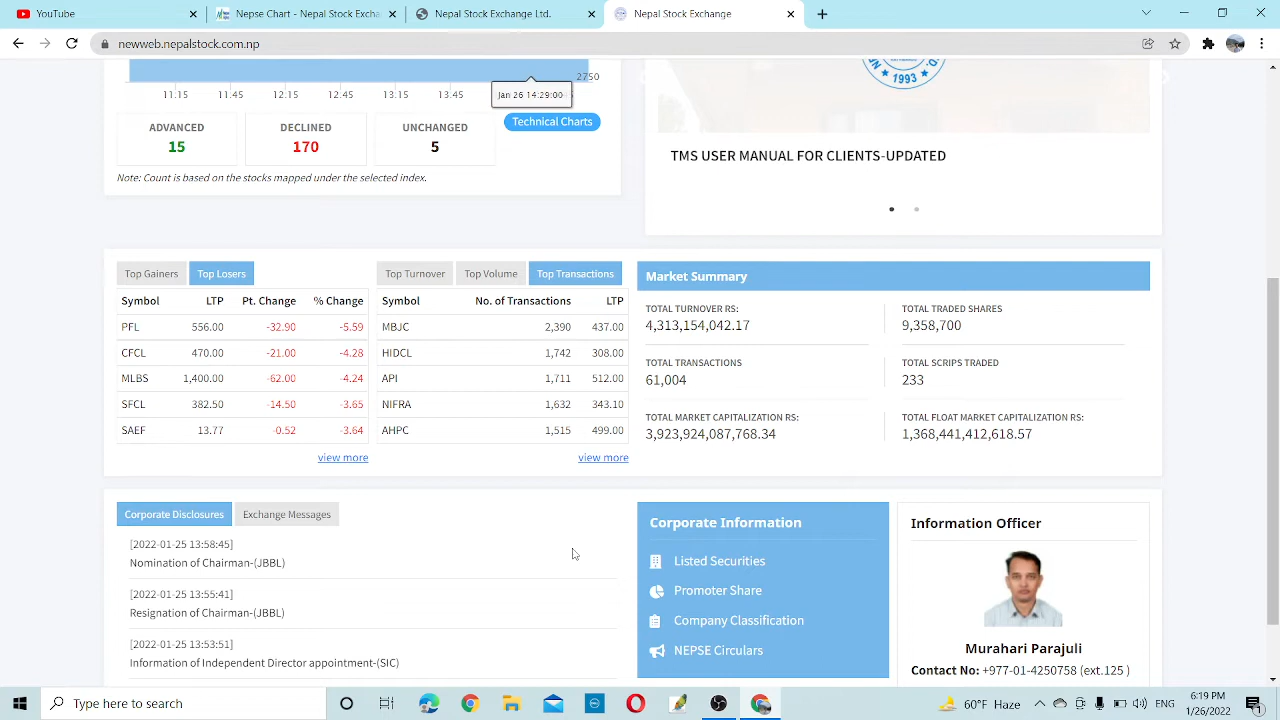 YouTube
Nepse Chart - Nepal Stock Exchan
Nepal Stock Exchange Ltd.
Nepal Stock Exchange
newweb.nepalstock.com.np
2750
11.15 11.45 12.15 12.45 13.15 13.45
Jan 26 14:29:00
1993
ADVANCED
15
DECLINED
170
UNCHANGED
5
Technical Charts
Note: Count is based on the stocks mapped under the selected index.
TMS USER MANUAL FOR CLIENTS-UPDATED
Top Gainers Top Losers
Symbol LTP Pt. Change % Change
PFL 556.00 -32.90 -5.59
CFCL 470.00 -21.00 -4.28
MLBS 1,400.00 -62.00 -4.24
SFCL 382.50 -14.50 -3.65
SAEF 13.77 -0.52 -3.64
view more
Top Turnover Top Volume Top Transactions
Symbol No. of Transactions LTP
MBJC 2,390 437.00
HIDCL 1,742 308.00
API 1,711 512.00
NIFRA 1,632 343.10
AHPC 1,515 499.00
view more
Market Summary
TOTAL TURNOVER RS:
4,313,154,042.17
TOTAL TRADED SHARES
9,358,700
TOTAL TRANSACTIONS
61,004
TOTAL SCRIPS TRADED
233
TOTAL MARKET CAPITALIZATION RS:
3,923,924,087,768.34
TOTAL FLOAT MARKET CAPITALIZATION RS:
1,368,441,412,618.57
Corporate Disclosures Exchange Messages
[2022-01-25 13:58:45]
Nomination of Chairman-(JBBL)
[2022-01-25 13:55:41]
Resignation of Chairman-(JBBL)
[2022-01-25 13:53:51]
Information of Independent Director appointment-(SIC)
Corporate Information
Listed Securities
Promoter Share
Company Classification
NEPSE Circulars
Information Officer
Murahari Parajuli
Contact No: +977-01-4250758 (ext.125 )
Type here to search
60°F Haze
6:19 PM
1/26/2022